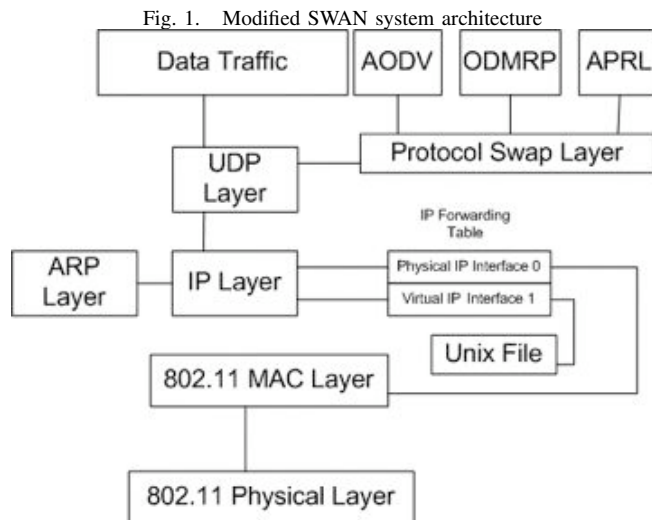 Fig. 1. Modified SWAN system architecture
Data Traffic
AODV
ODMRP
APRL
UDP
Layer
Protocol Swap Layer
IP Forwarding
Table
ARP
Layer
IP Layer
Physical IP Interface 0
Virtual IP Interface 1
Unix File
802.11 MAC Layer
802.11 Physical Layer